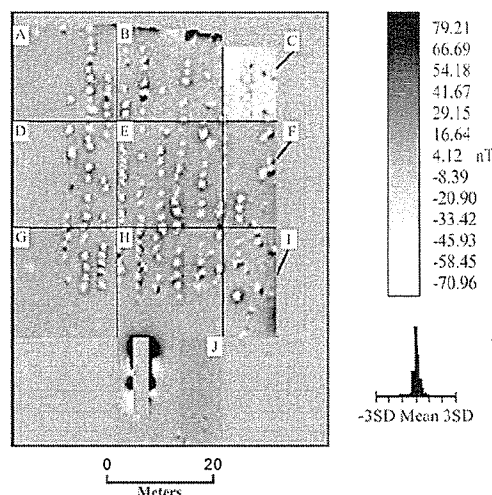 A
B
C
D
E
F
G
H
I
J
79.21
66.69
54.18
41.67
29.15
16.64
4.12 nT
-8.39
-20.90
-33.42
-45.93
-58.45
-70.96
-3SD Mean 3SD
0 20
Meters